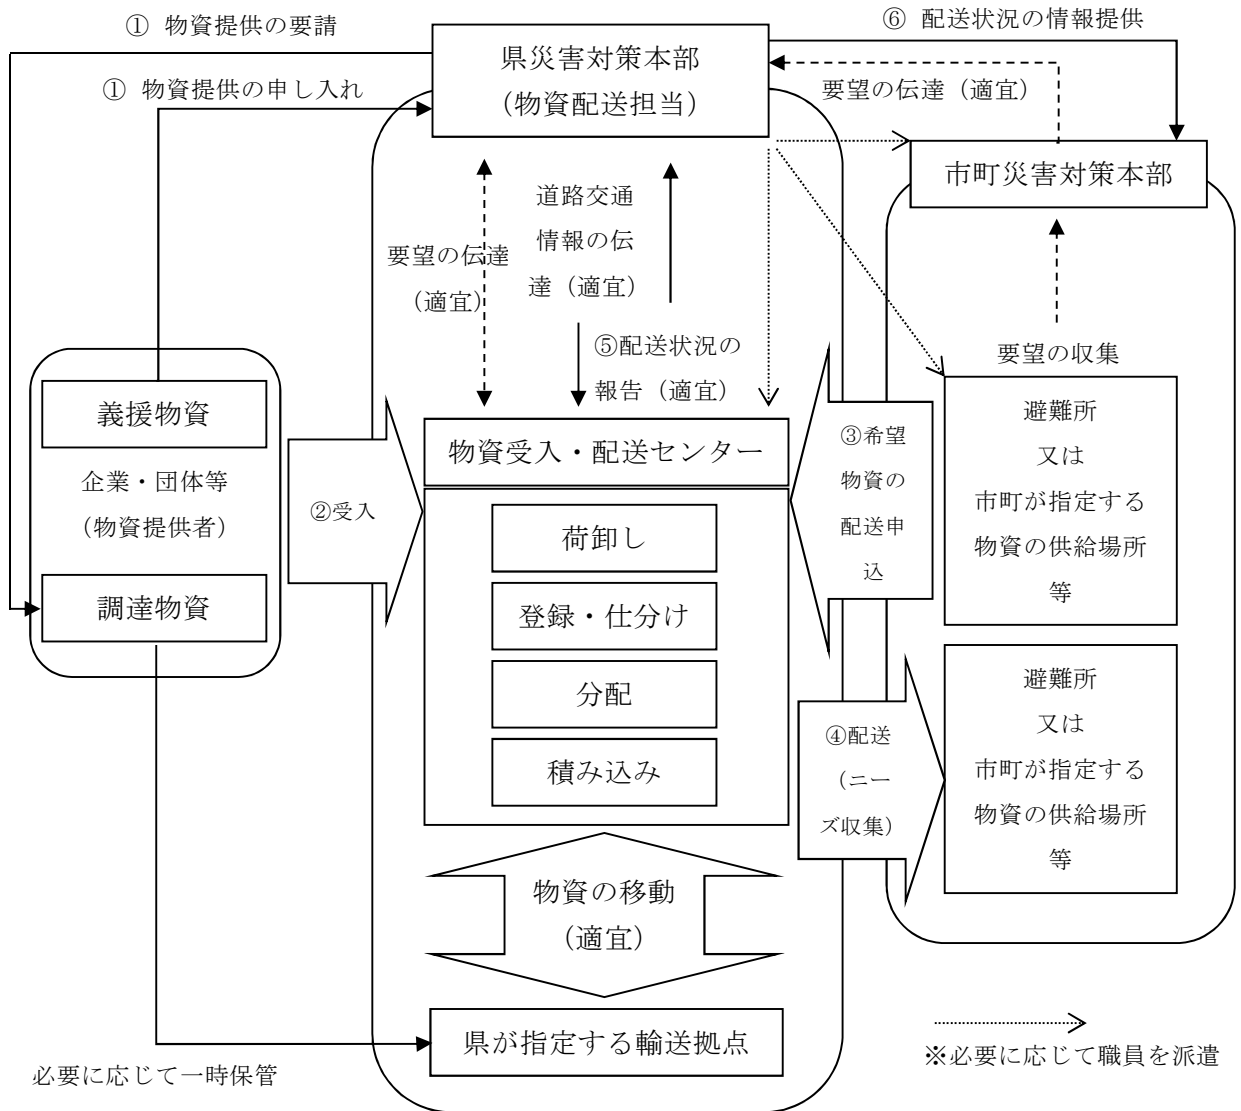 ① 物資提供の要請
⑥ 配送状況の情報提供
県災害対策本部
(物資配送担当)
① 物資提供の申し入れ
要望の伝達（適宜）
市町災害対策本部
道路交通
情報の伝
達（適宜）
要望の伝達
（適宜）
⑤配送状況の
報告（適宜）
要望の収集
義援物資
企業・団体等
（物資提供者）
調達物資
②受入
物資受入・配送センター
荷卸し
登録・仕分け
分配
積み込み
③希望
物資の
配送申
込
避難所
又は
市町が指定する
物資の供給場所
等
④配送
（ニー
ズ収集）
避難所
又は
市町が指定する
物資の供給場所
等
物資の移動
（適宜）
県が指定する輸送拠点
必要に応じて一時保管
※必要に応じて職員を派遣